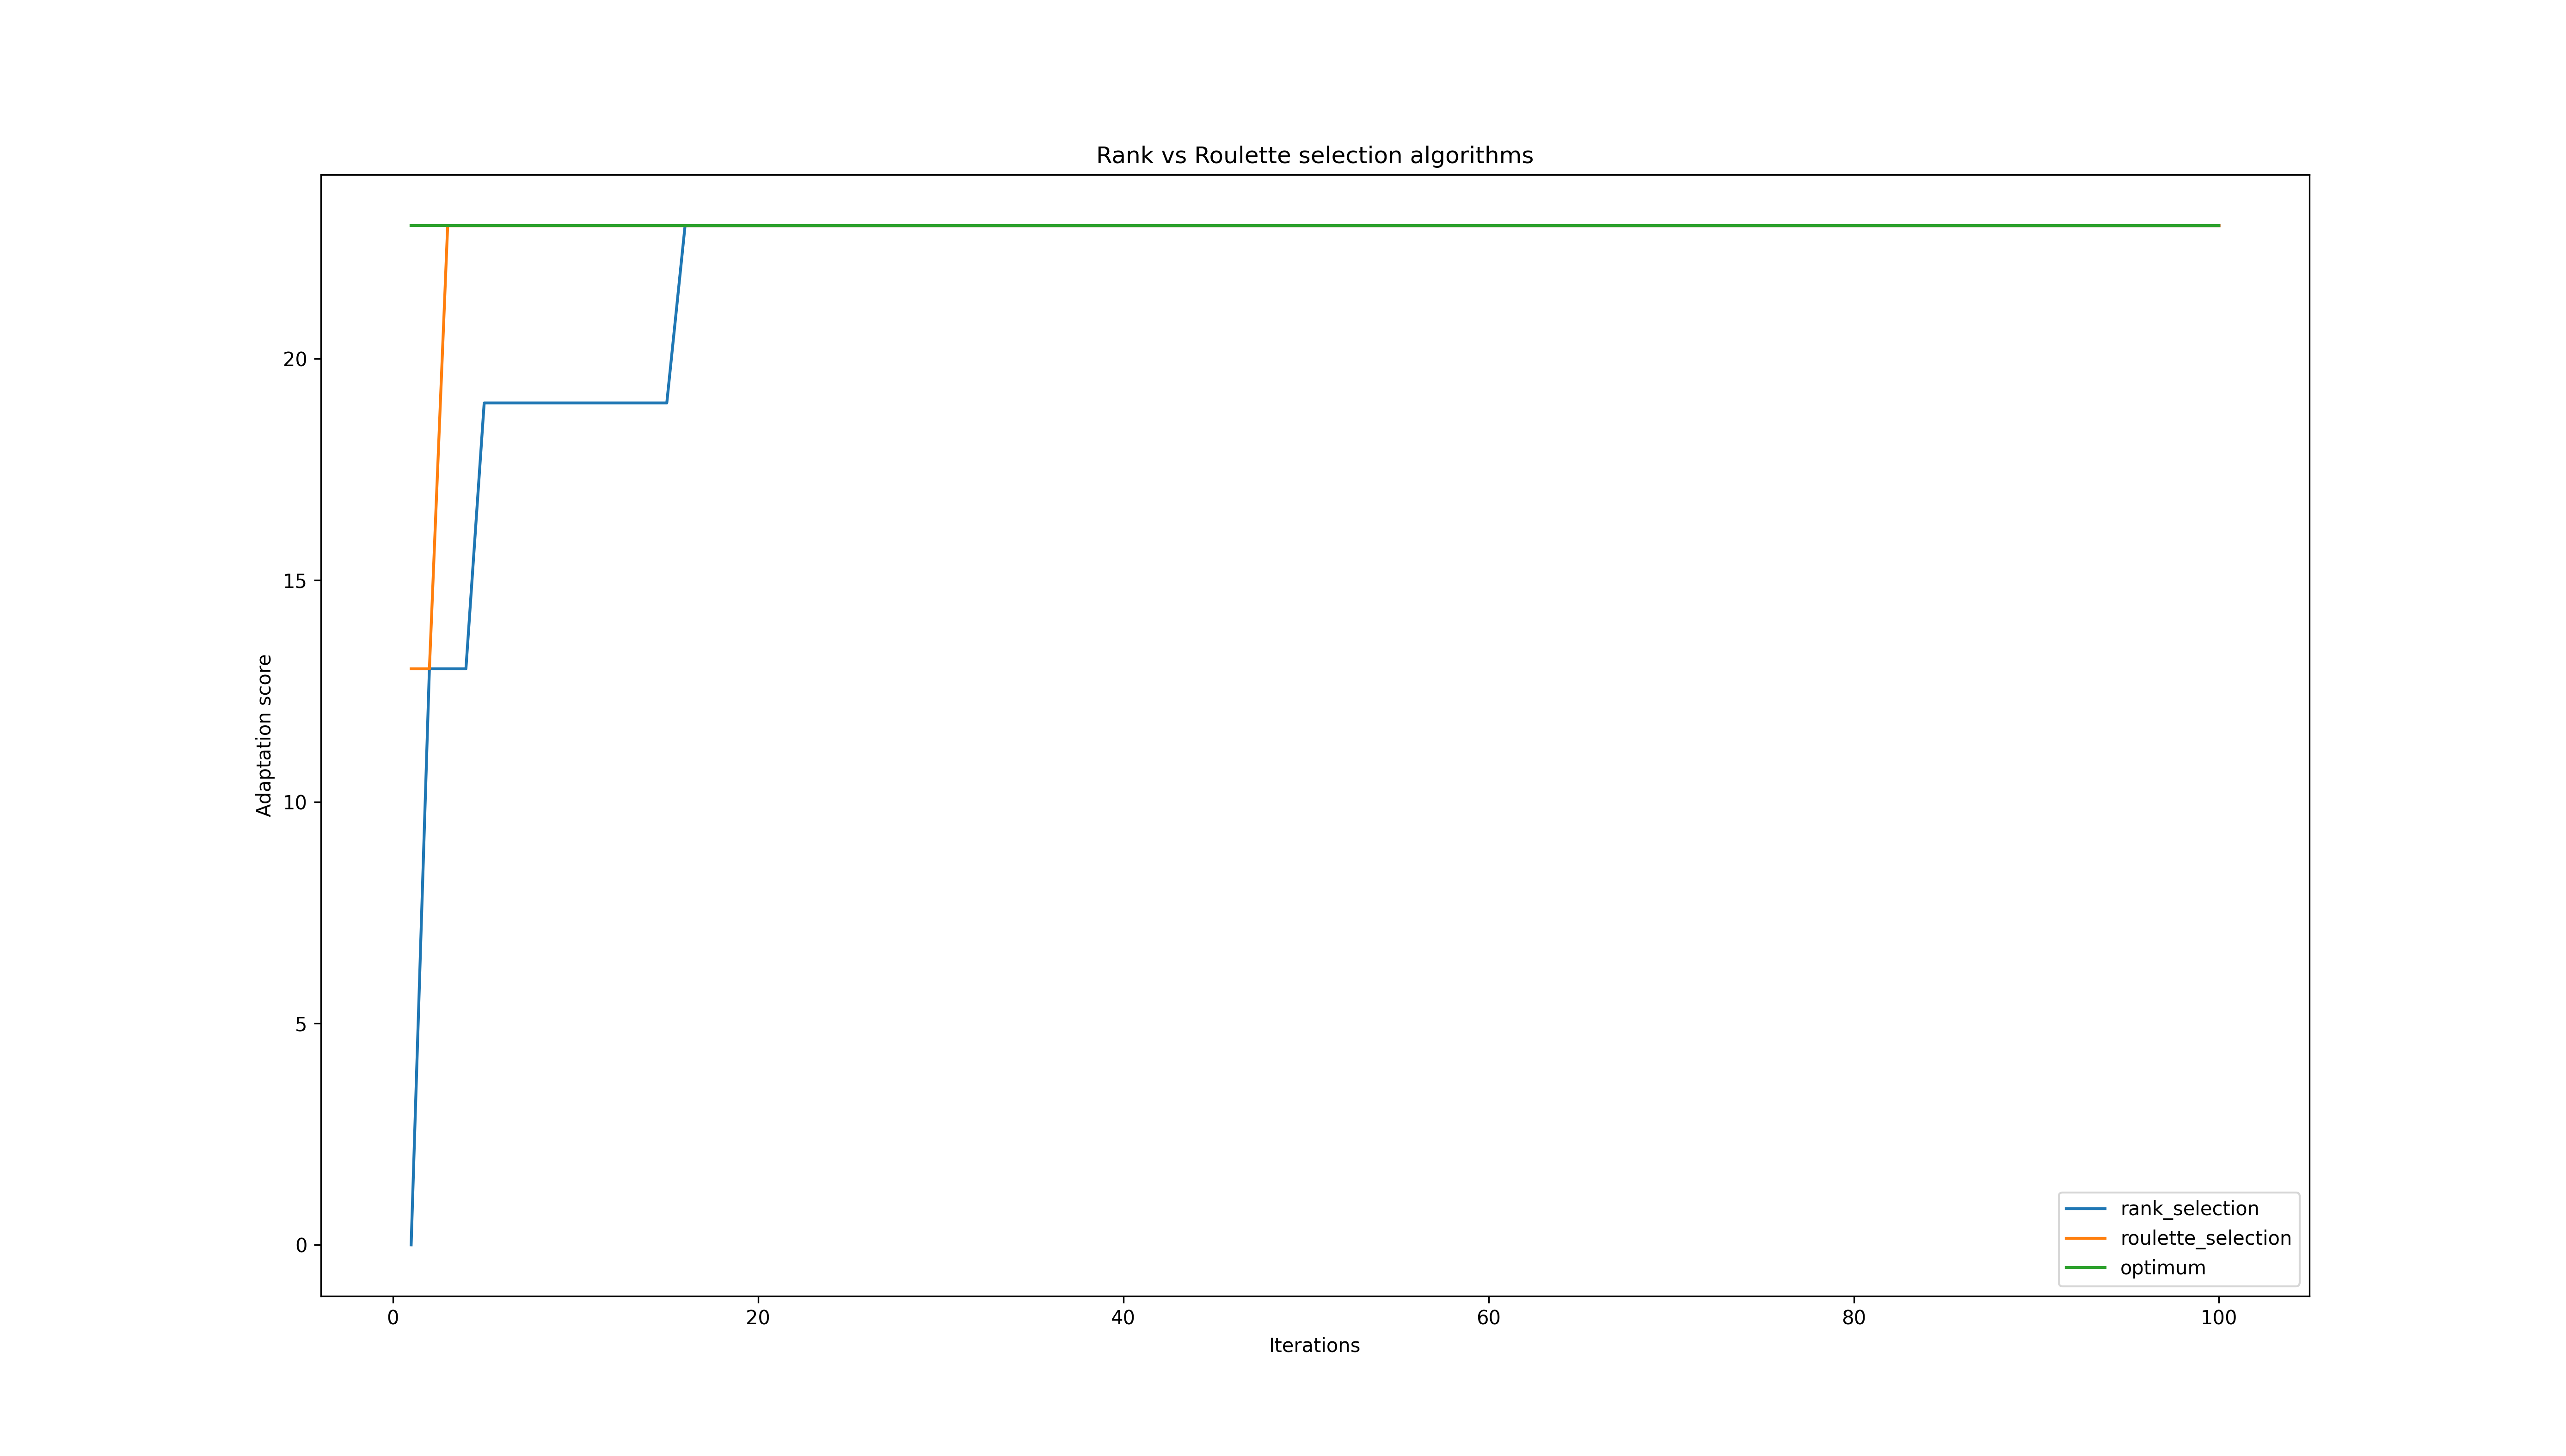 Rank vs Roulette selection algorithms
20
15
10
5
0
Adaptation score
0
20
40
60
80
100
Iterations
rank_selection
roulette_selection
optimum